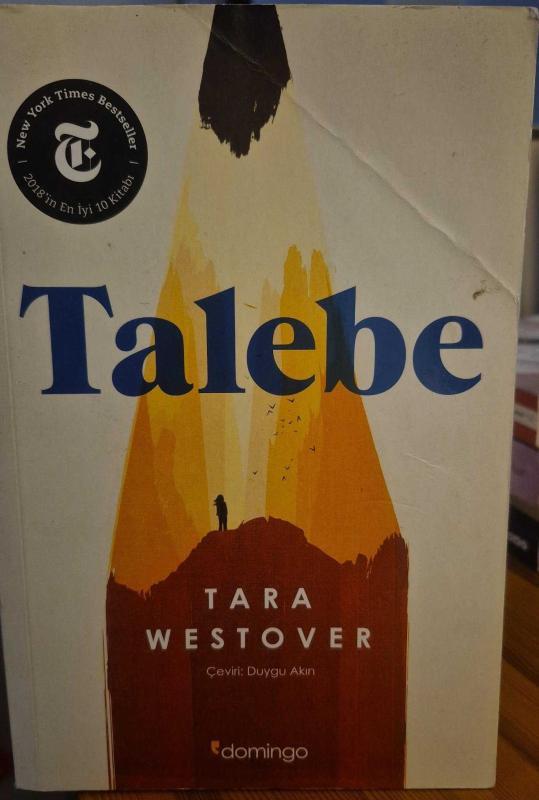 New York Times Bestseller
2018'in En İyi 10 Kitabı
Talebe
TARA
WESTOVER
Çeviri: Duygu Akın
domingo